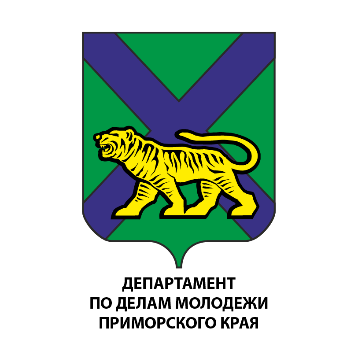 ДЕПАРТАМЕНТ
ПО ДЕЛАМ МОЛОДЕЖИ
ПРИМОРСКОГО КРАЯ